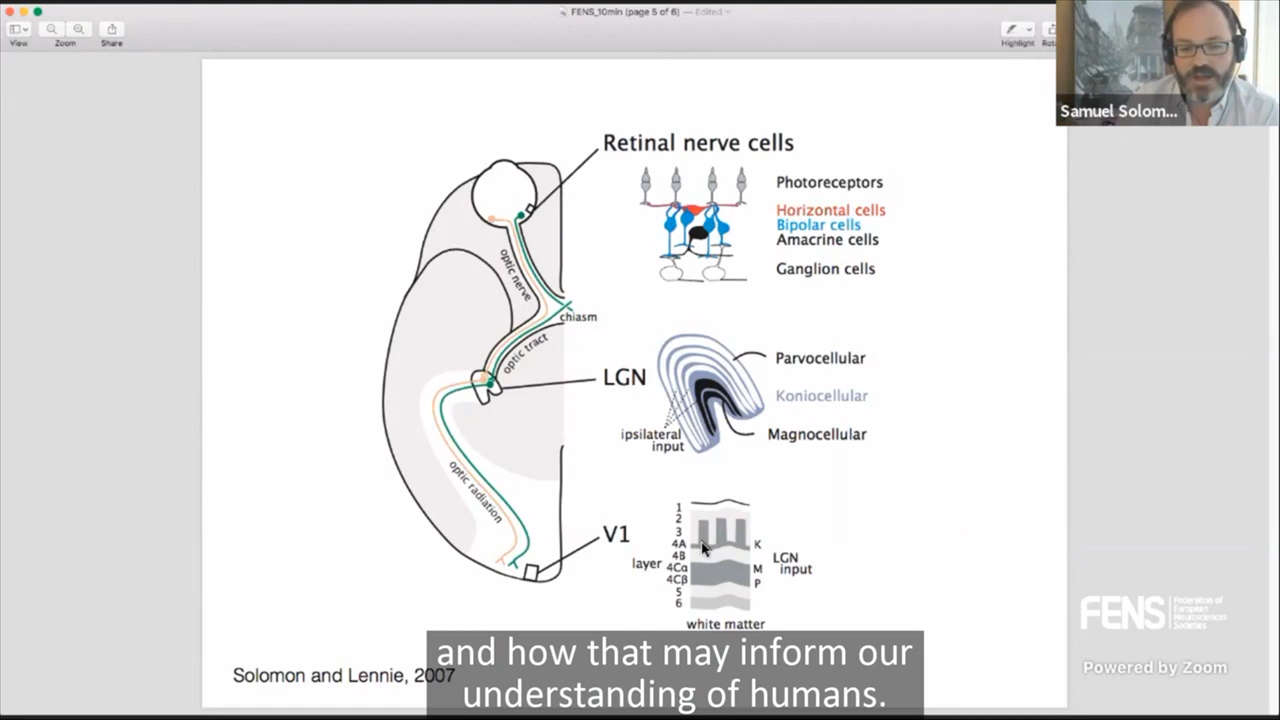 FENS_10min (page 5 of 6) — Edited
View
Zoom
Share
Highlight
Samuel Solom...
Retinal nerve cells
Photoreceptors
Horizontal cells
Bipolar cells
Amacrine cells
Ganglion cells
optic nerve
chiasm
optic tract
LGN
Parvocellular
Koniocellular
Magnocellular
ipsilateral
input
optic radiation
V1
1
2
3
4A
4B
4Cα
4Cβ
5
6
layer
K
M
P
LGN
input
white matter
FENS
Federation of
European
Neuroscience
Societies
Powered by Zoom
Solomon and Lennie, 2007
and how that may inform our
understanding of humans.